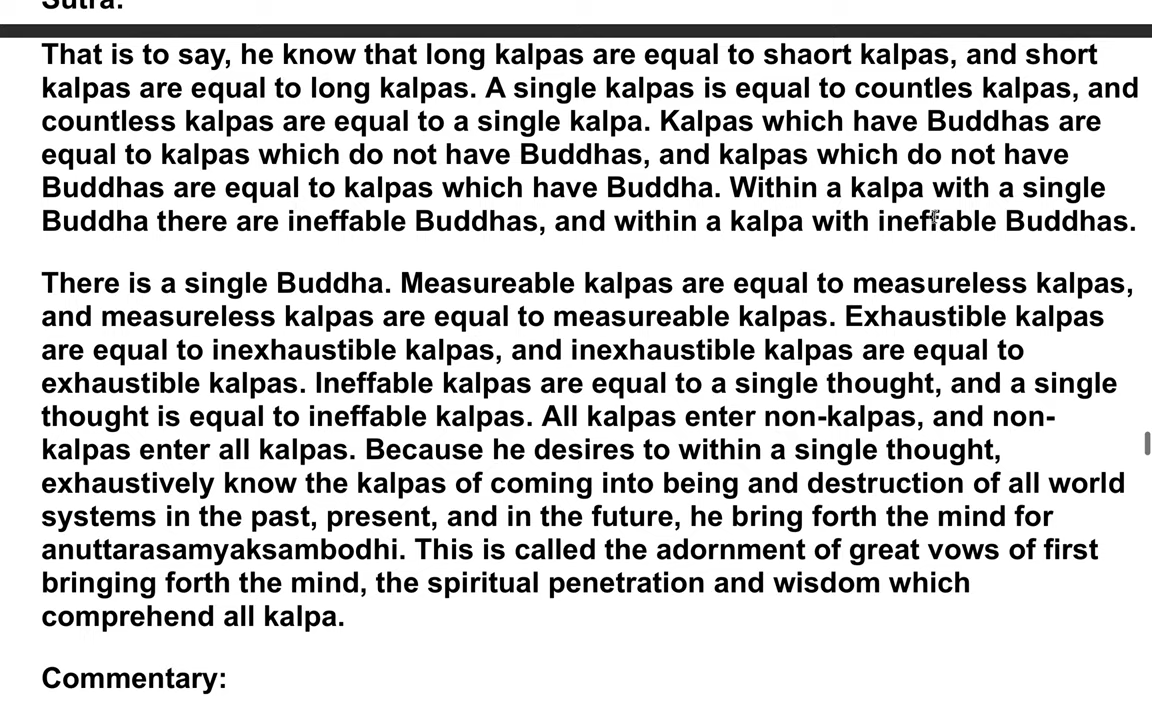 Sutra:
That is to say, he know that long kalpas are equal to shaort kalpas, and short
kalpas are equal to long kalpas. A single kalpas is equal to countles kalpas, and
countless kalpas are equal to a single kalpa. Kalpas which have Buddhas are
equal to kalpas which do not have Buddhas, and kalpas which do not have
Buddhas are equal to kalpas which have Buddha. Within a kalpa with a single
Buddha there are ineffable Buddhas, and within a kalpa with ineffable Buddhas.
There is a single Buddha. Measureable kalpas are equal to measureless kalpas,
and measureless kalpas are equal to measureable kalpas. Exhaustible kalpas
are equal to inexhaustible kalpas, and inexhaustible kalpas are equal to
exhaustible kalpas. Ineffable kalpas are equal to a single thought, and a single
thought is equal to ineffable kalpas. All kalpas enter non-kalpas, and non-
kalpas enter all kalpas. Because he desires to within a single thought,
exhaustively know the kalpas of coming into being and destruction of all world
systems in the past, present, and in the future, he bring forth the mind for
anuttarasamyaksambodhi. This is called the adornment of great vows of first
bringing forth the mind, the spiritual penetration and wisdom which
comprehend all kalpa.
Commentary: